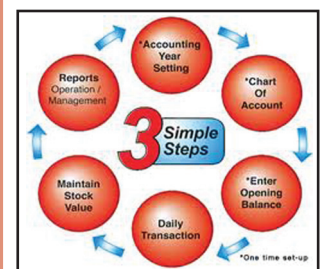 *Accounting
Year
Setting
*Chart
Of
Account
*Enter
Opening
Balance
Daily
Transaction
Maintain
Stock
Value
Reports
Operation /
Management
3 Simple
Steps
*One time set-up